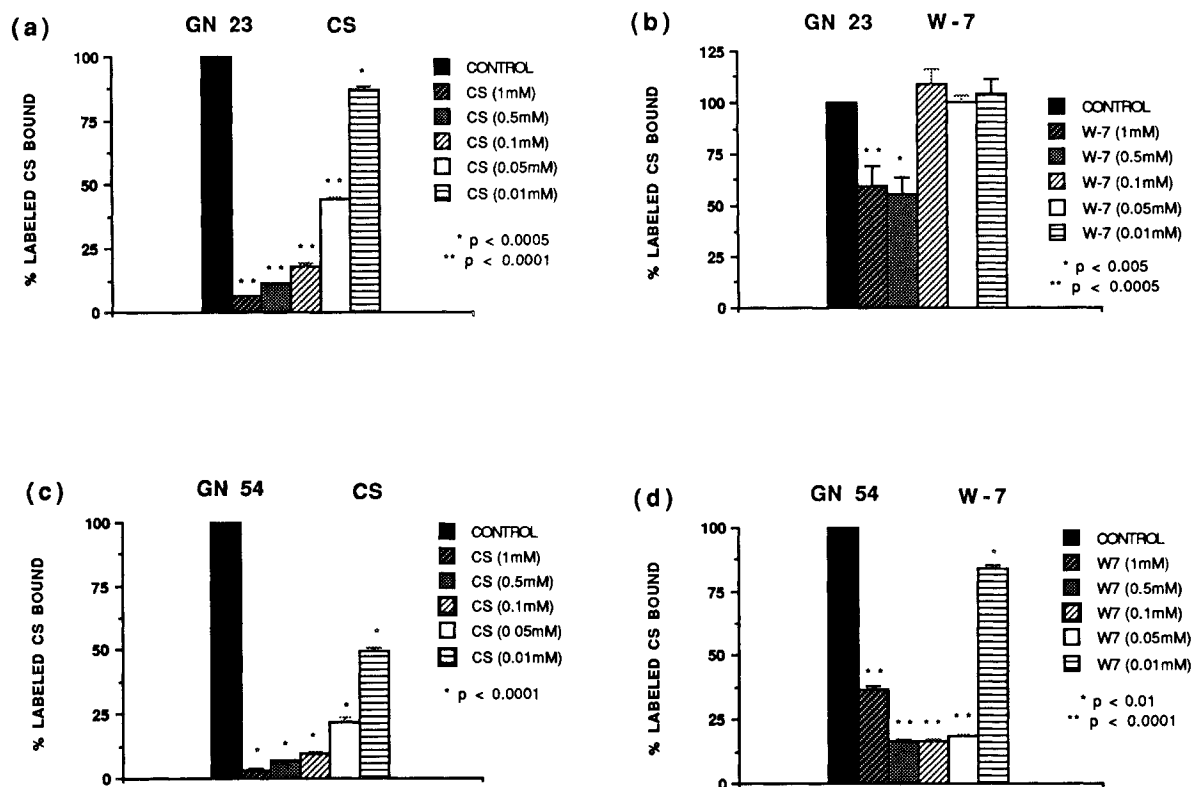 (a)
GN 23 CS
% LABELED CS BOUND
100
75
50
25
0
*
* *
* *
* *
* *
CONTROL
CS (1mM)
CS (0.5mM)
CS (0.1mM)
CS (0.05mM)
CS (0.01mM)
* p < 0.0005
** p < 0.0001
(b)
GN 23 W-7
% LABELED CS BOUND
125
100
75
50
25
0
* *
*
CONTROL
W-7 (1mM)
W-7 (0.5mM)
W-7 (0.1mM)
W-7 (0.05mM)
W-7 (0.01mM)
* p < 0.005
** p < 0.0005
(c)
GN 54 CS
% LABELED CS BOUND
100
75
50
25
0
*
*
*
*
*
CONTROL
CS (1mM)
CS (0.5mM)
CS (0.1mM)
CS (0 05mM)
CS (0.01mM)
* p < 0.0001
(d)
GN 54 W-7
% LABELED CS BOUND
100
75
50
25
0
* *
* *
* *
* *
*
CONTROL
W7 (1mM)
W7 (0.5mM)
W7 (0.1mM)
W7 (0.05mM)
W7 (0.01mM)
* p < 0.01
** p < 0.0001